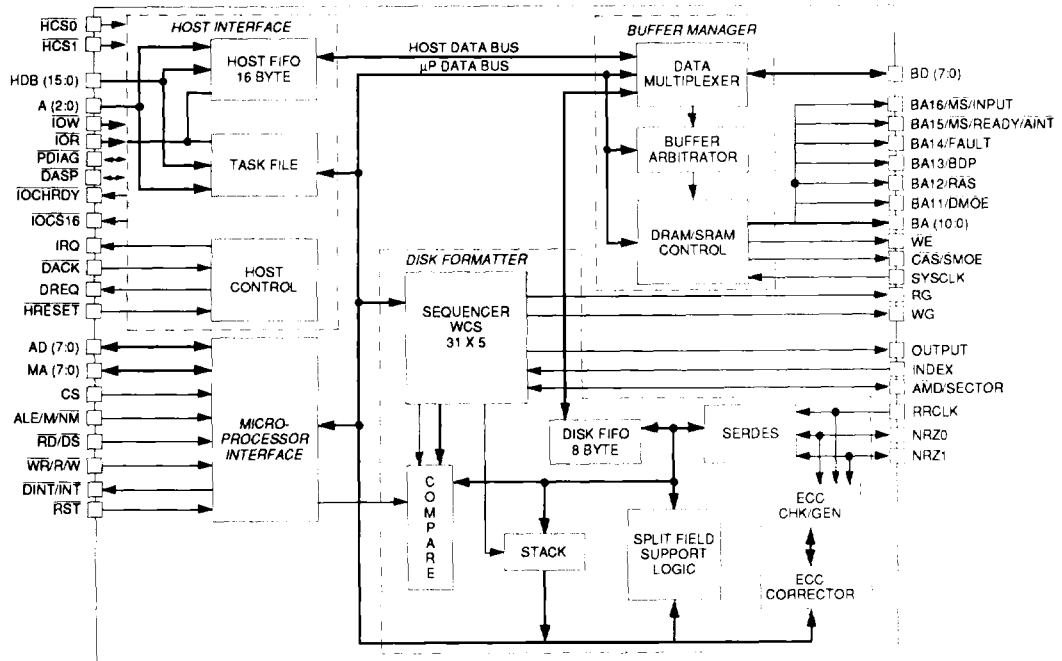 HCS0
HCS1
HDB (15:0)
A (2:0)
IOW
IOR
PDIAG
DASP
IOCHRDY
IOCS16
IRQ
DACK
DREQ
HRESET
AD (7:0)
MA (7:0)
CS
ALE/M/NM
RD/DS
WR/R/W
DINT/INT
RST
HOST INTERFACE
HOST FIFO
16 BYTE
TASK FILE
HOST
CONTROL
MICRO-
PROCESSOR
INTERFACE
HOST DATA BUS
µP DATA BUS
BUFFER MANAGER
DATA
MULTIPLEXER
BUFFER
ARBITRATOR
DRAM/SRAM
CONTROL
DISK FORMATTER
SEQUENCER
WCS
31 X 5
COMPARE
STACK
DISK FIFO
8 BYTE
SERDES
SPLIT FIELD
SUPPORT
LOGIC
ECC
CHK/GEN
ECC
CORRECTOR
BD (7:0)
BA16/MS/INPUT
BA15/MS/READY/AINT
BA14/FAULT
BA13/BDP
BA12/RAS
BA11/DMOE
BA (10:0)
WE
CAS/SMOE
SYSCLK
RG
WG
OUTPUT
INDEX
AMD/SECTOR
RRCLK
NRZ0
NRZ1